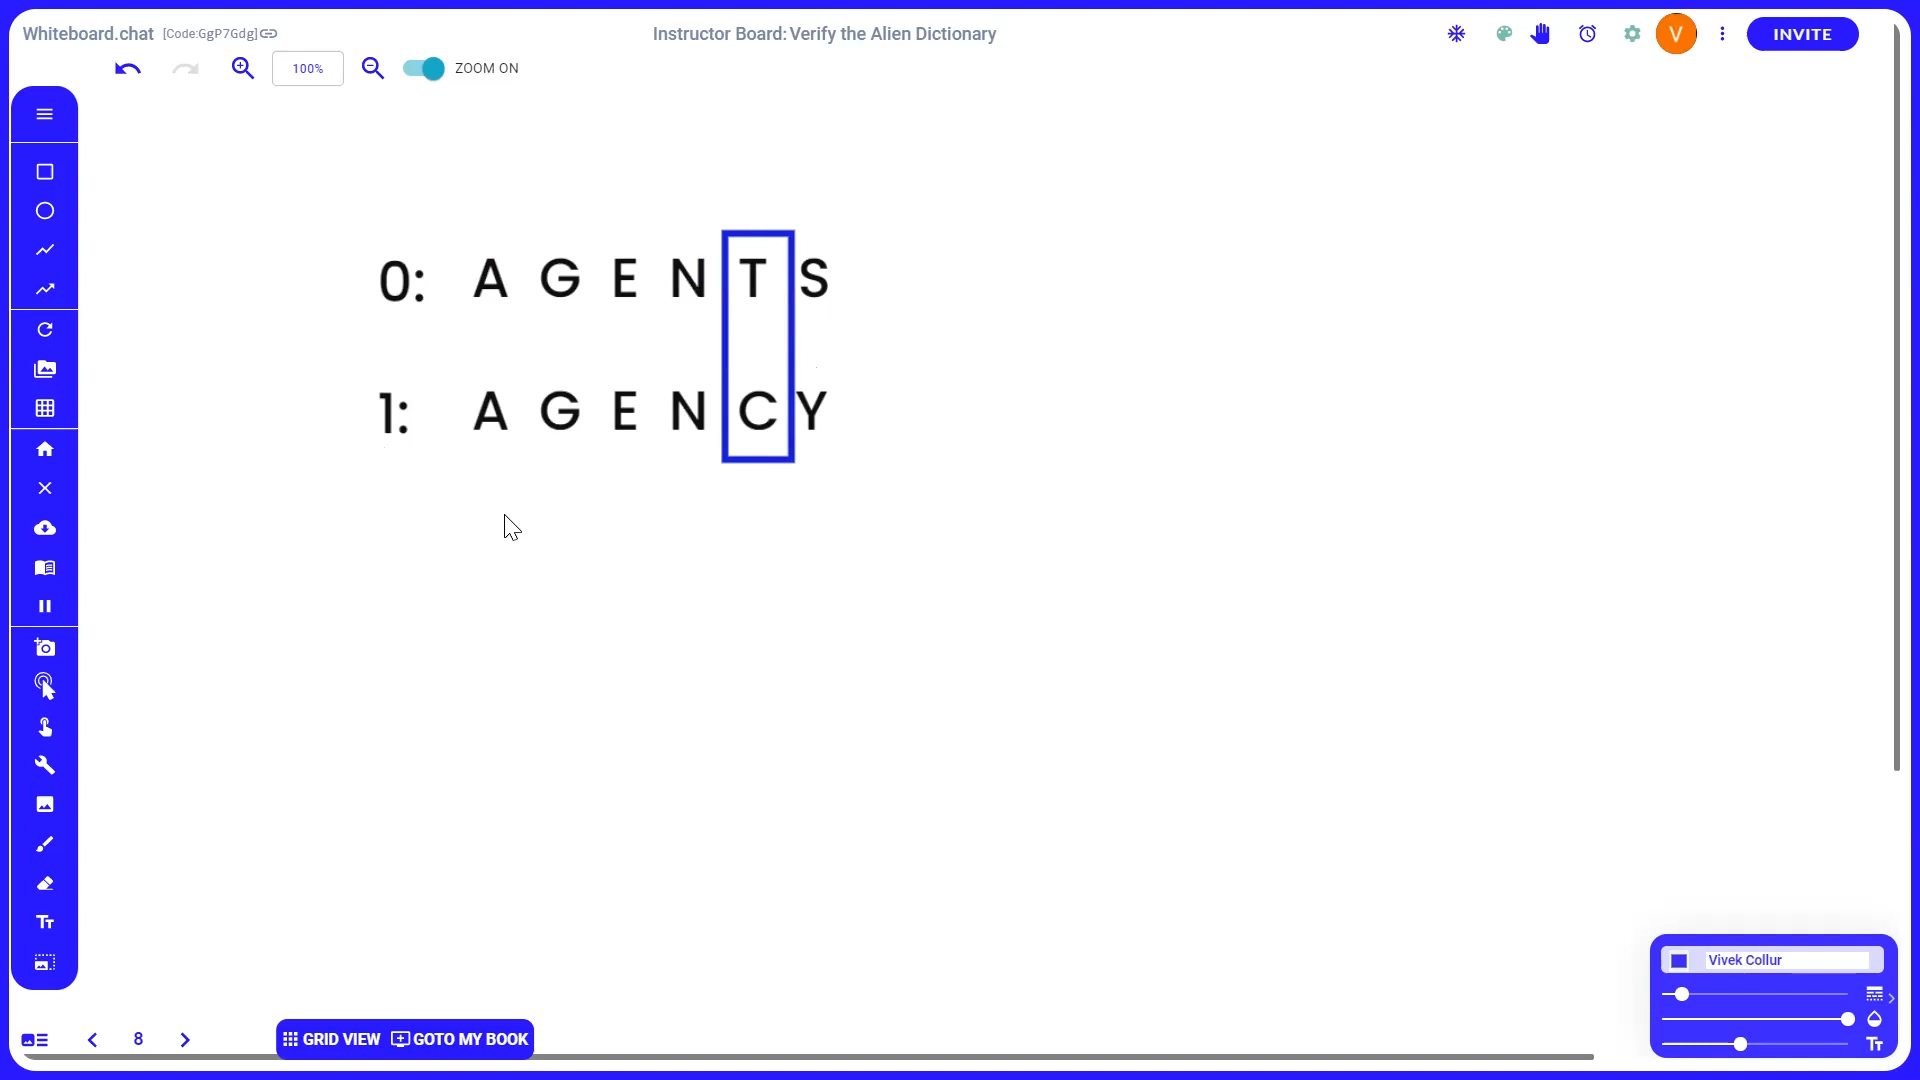 Whiteboard.chat [Code:GgP7Gdg] Instructor Board: Verify the Alien Dictionary V INVITE
100% ZOOM ON
0: A G E N T S
1: A G E N C Y
Vivek Collur
Tт
8 GRID VIEW GOTO MY BOOK